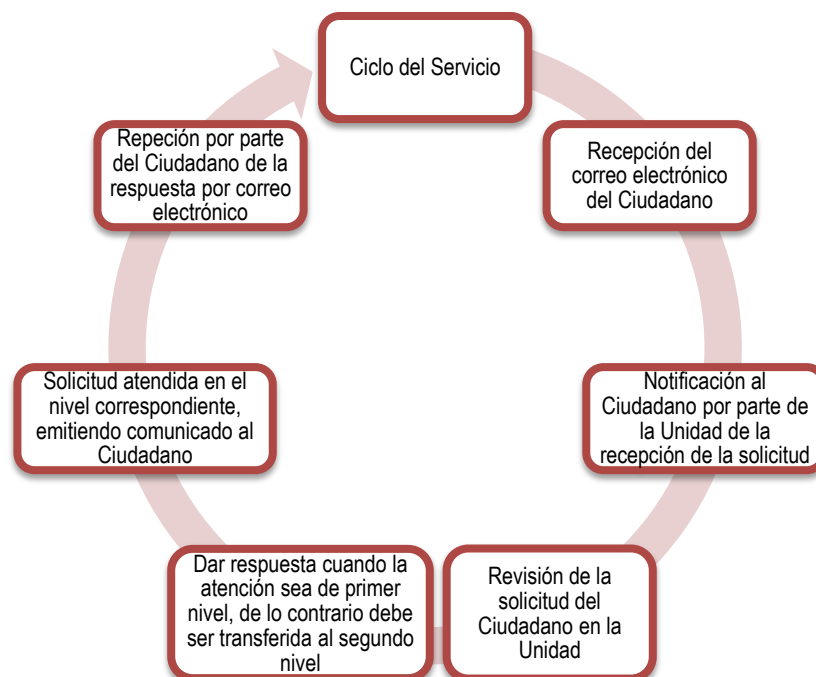 Ciclo del Servicio
Recepción del
correo electrónico
del Ciudadano
Notificación al
Ciudadano por parte de
la Unidad de la
recepción de la solicitud
Revisión de la
solicitud del
Ciudadano en la
Unidad
Dar respuesta cuando la
atención sea de primer
nivel, de lo contrario debe
ser transferida al segundo
nivel
Solicitud atendida en el
nivel correspondiente,
emitiendo comunicado al
Ciudadano
Repeción por parte
del Ciudadano de la
respuesta por correo
electrónico